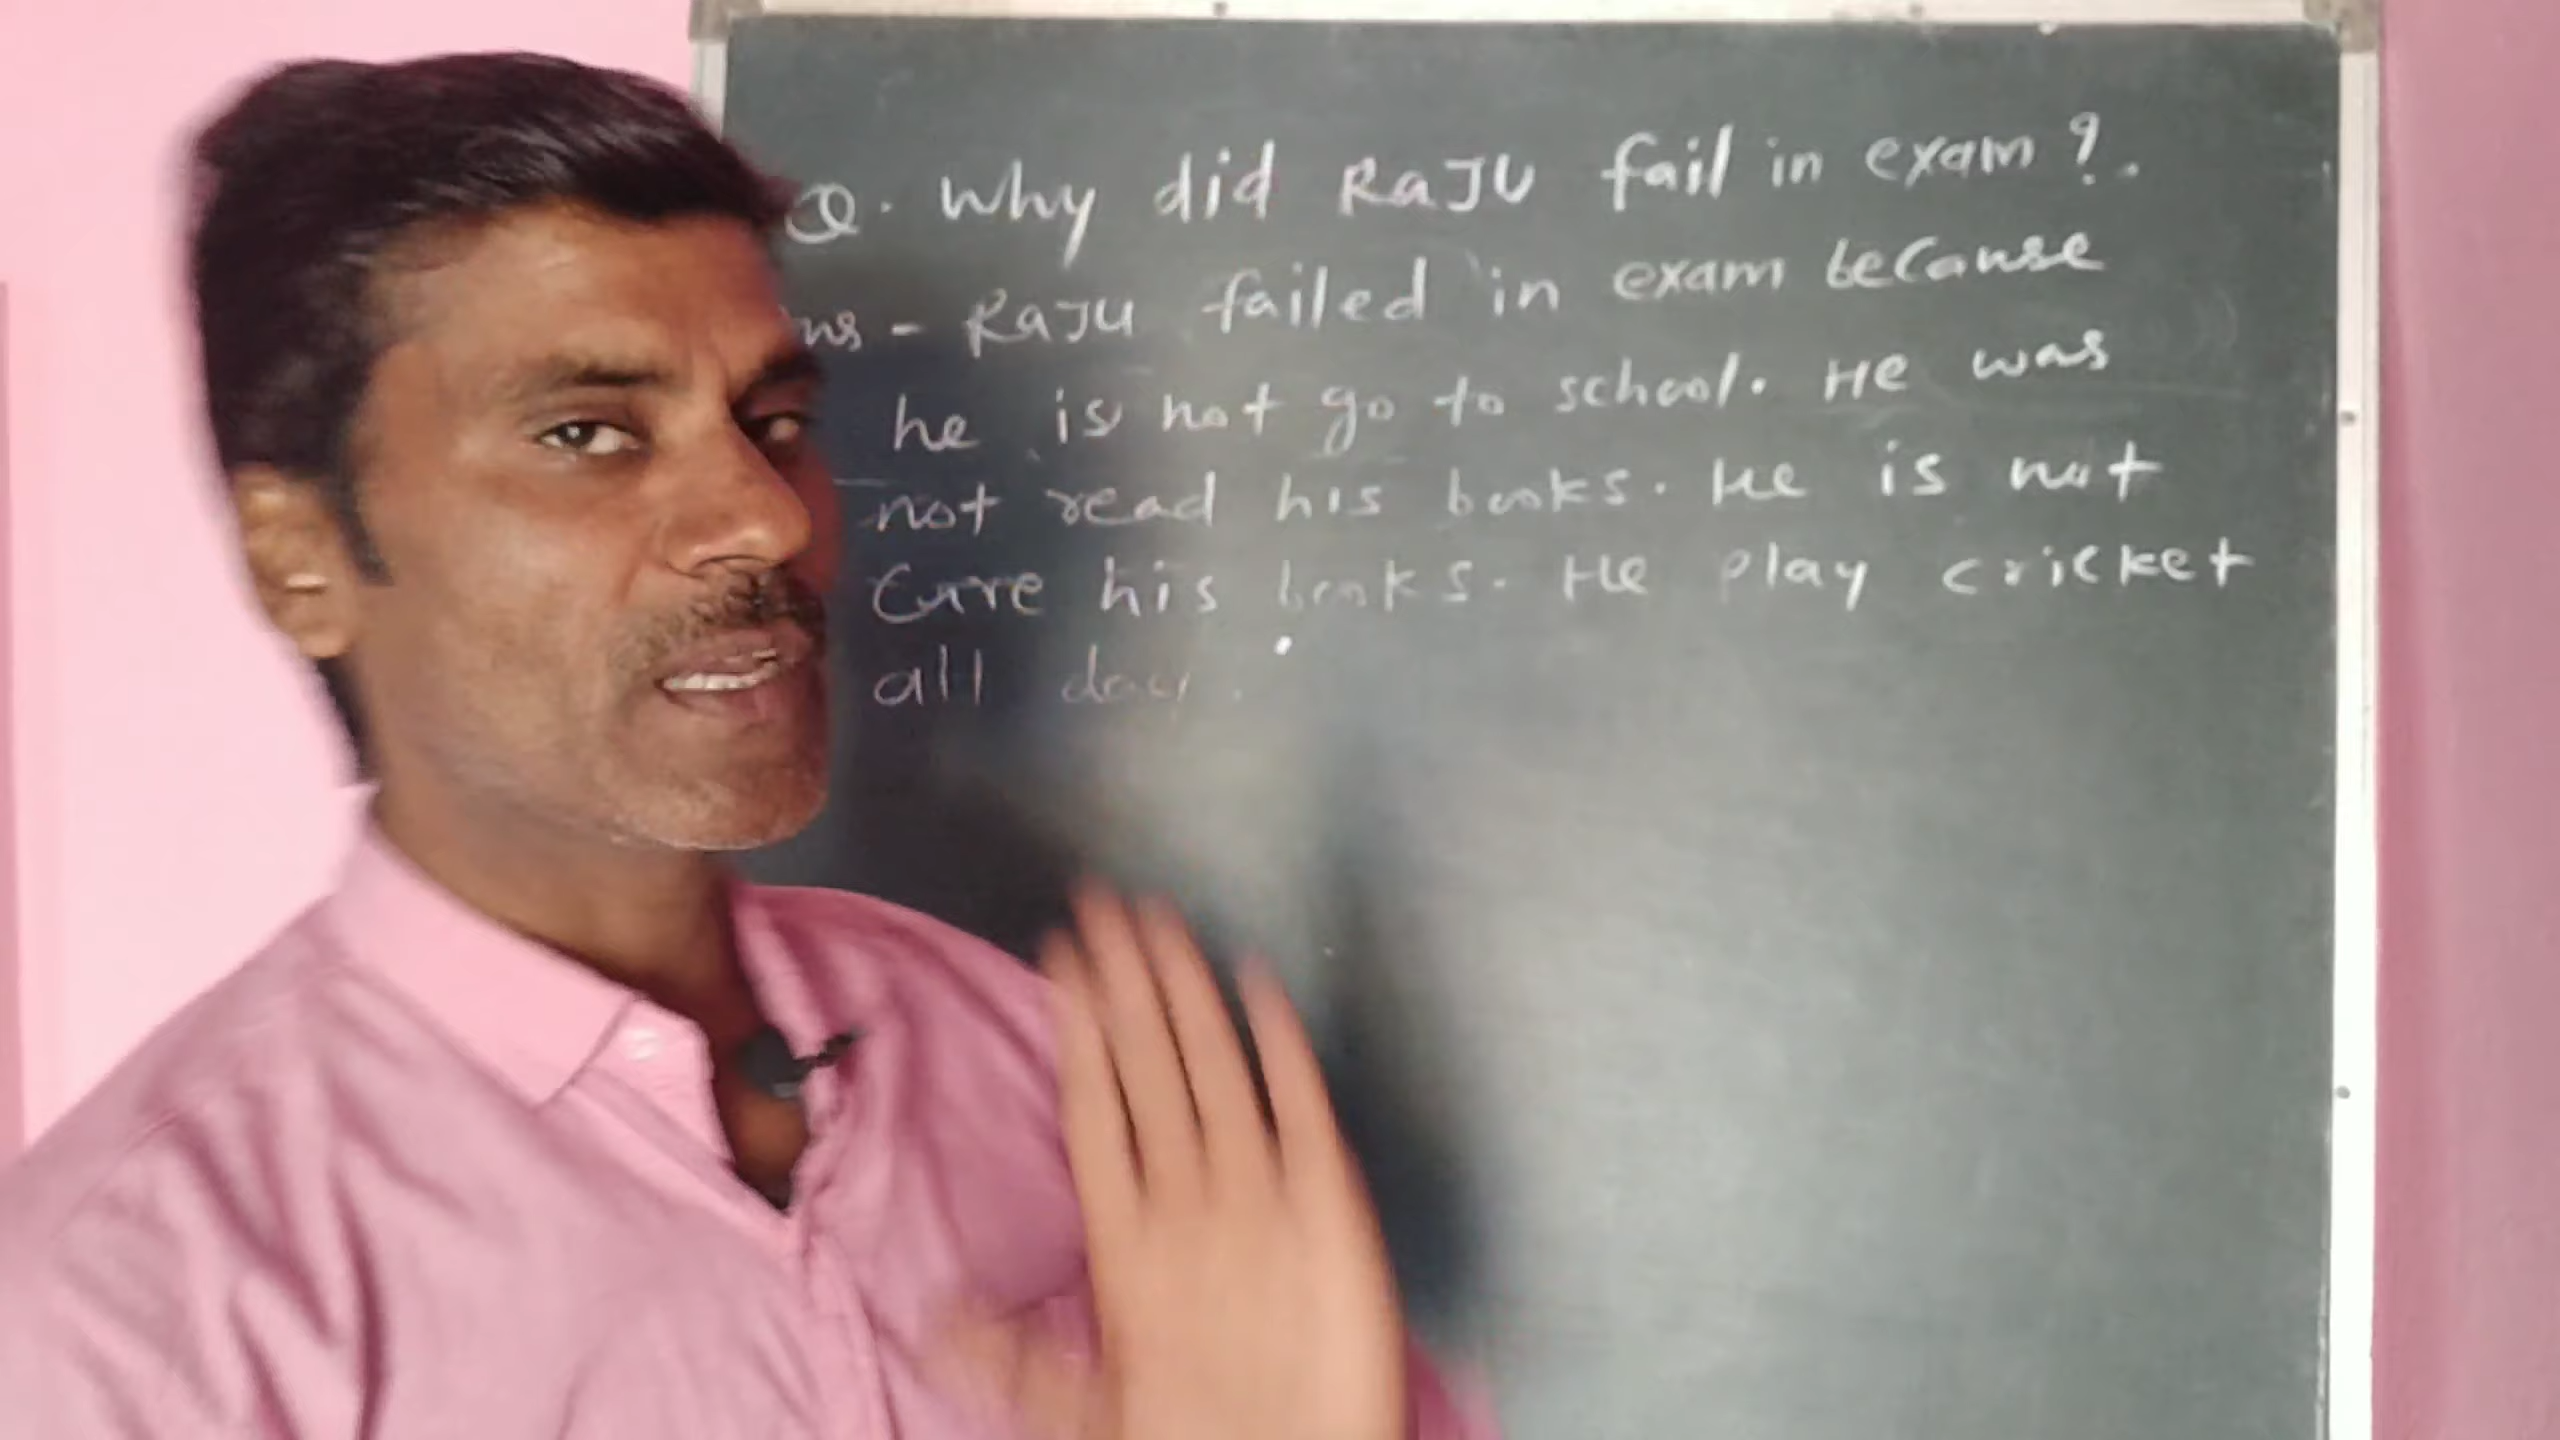 Q. Why did RaJU fail in exam ?.
ns - RaJU failed in exam because
he is not go to school. He was
not read his books. He is not
Care his books. He play cricket
all day.